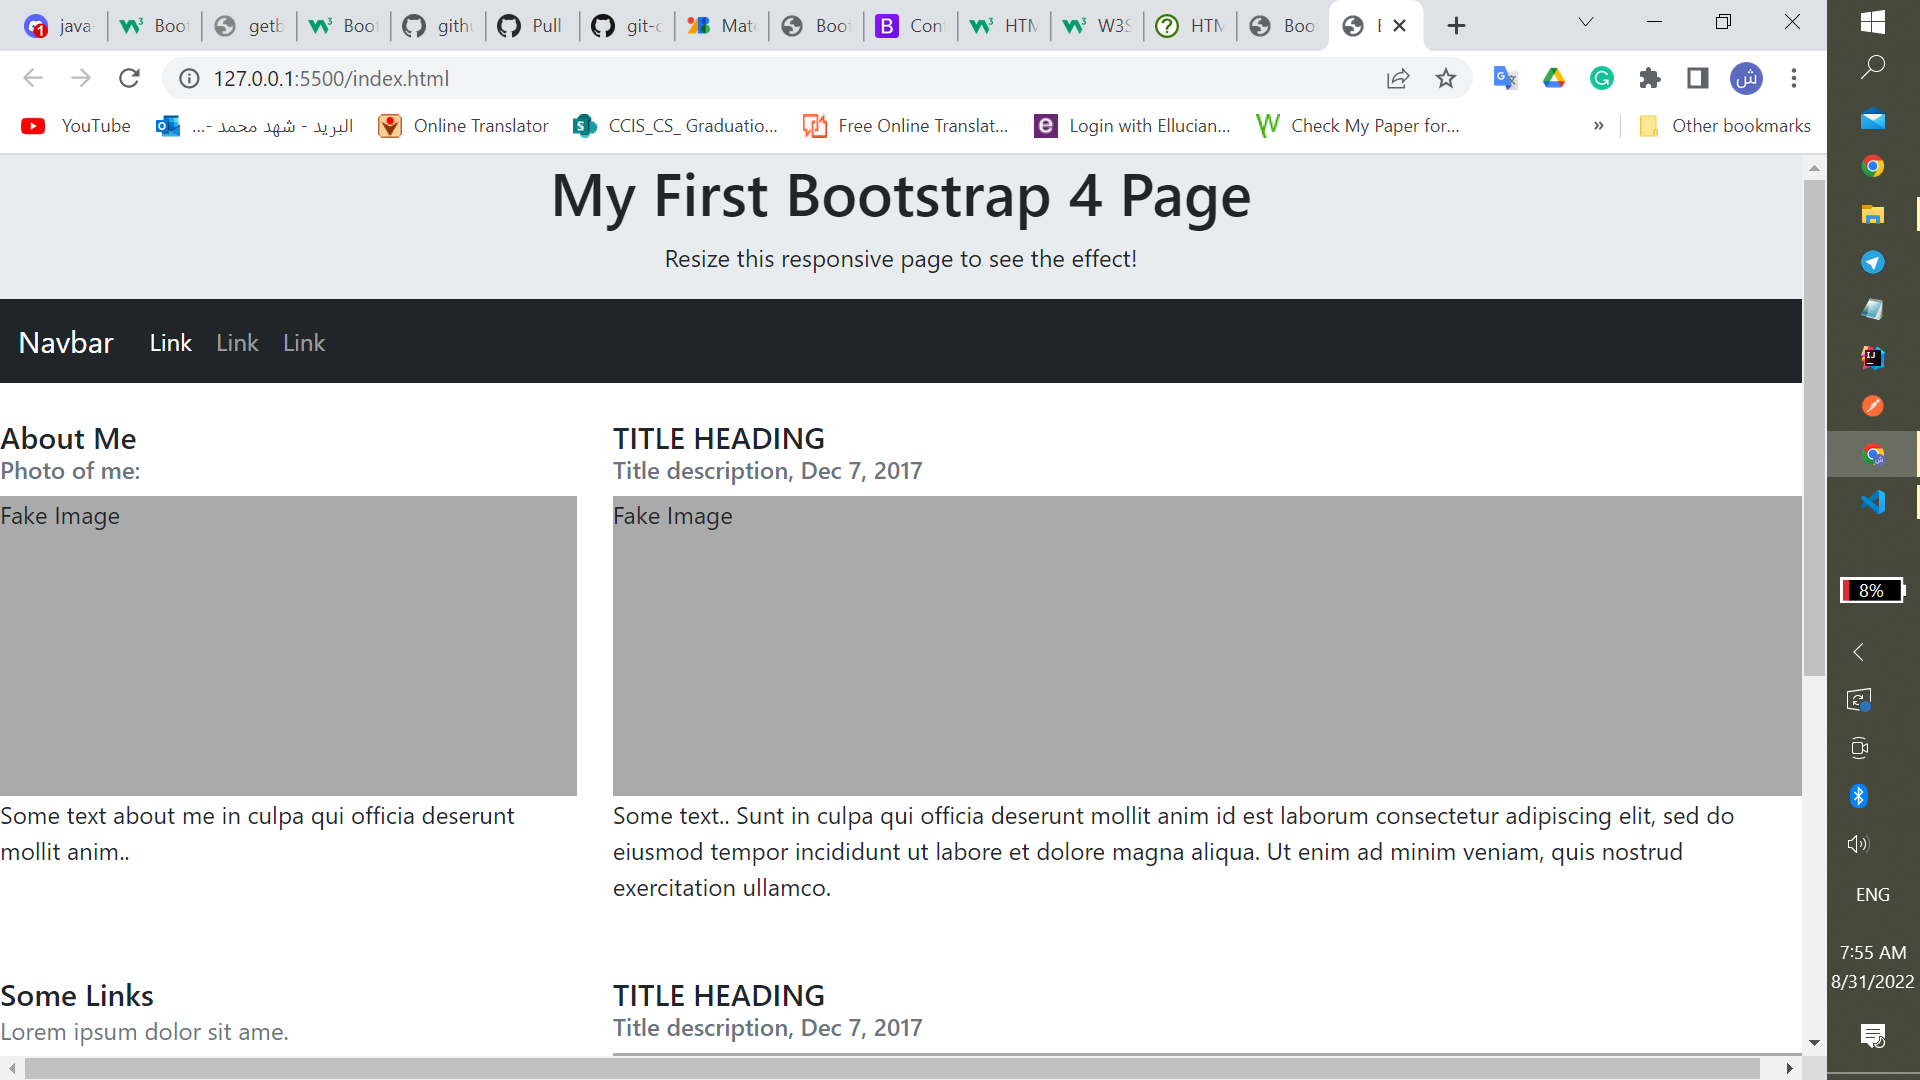 java-
Boot
getb
Boot
gith
Pull
git-c
Mate
Boot
Cont
HTM
W3S
HTM
Boo
127.0.0.1:5500/index.html
YouTube
البريد - شهد محمد -...
Online Translator
CCIS_CS_ Graduatio...
Free Online Translat...
Login with Ellucian...
Check My Paper for...
»
Other bookmarks
My First Bootstrap 4 Page
Resize this responsive page to see the effect!
Navbar Link Link Link
About Me
Photo of me:
Fake Image
Some text about me in culpa qui officia deserunt
mollit anim..
Some Links
Lorem ipsum dolor sit ame.
TITLE HEADING
Title description, Dec 7, 2017
Fake Image
Some text.. Sunt in culpa qui officia deserunt mollit anim id est laborum consectetur adipiscing elit, sed do
eiusmod tempor incididunt ut labore et dolore magna aliqua. Ut enim ad minim veniam, quis nostrud
exercitation ullamco.
TITLE HEADING
Title description, Dec 7, 2017
ش
8%
ENG
7:55 AM
8/31/2022